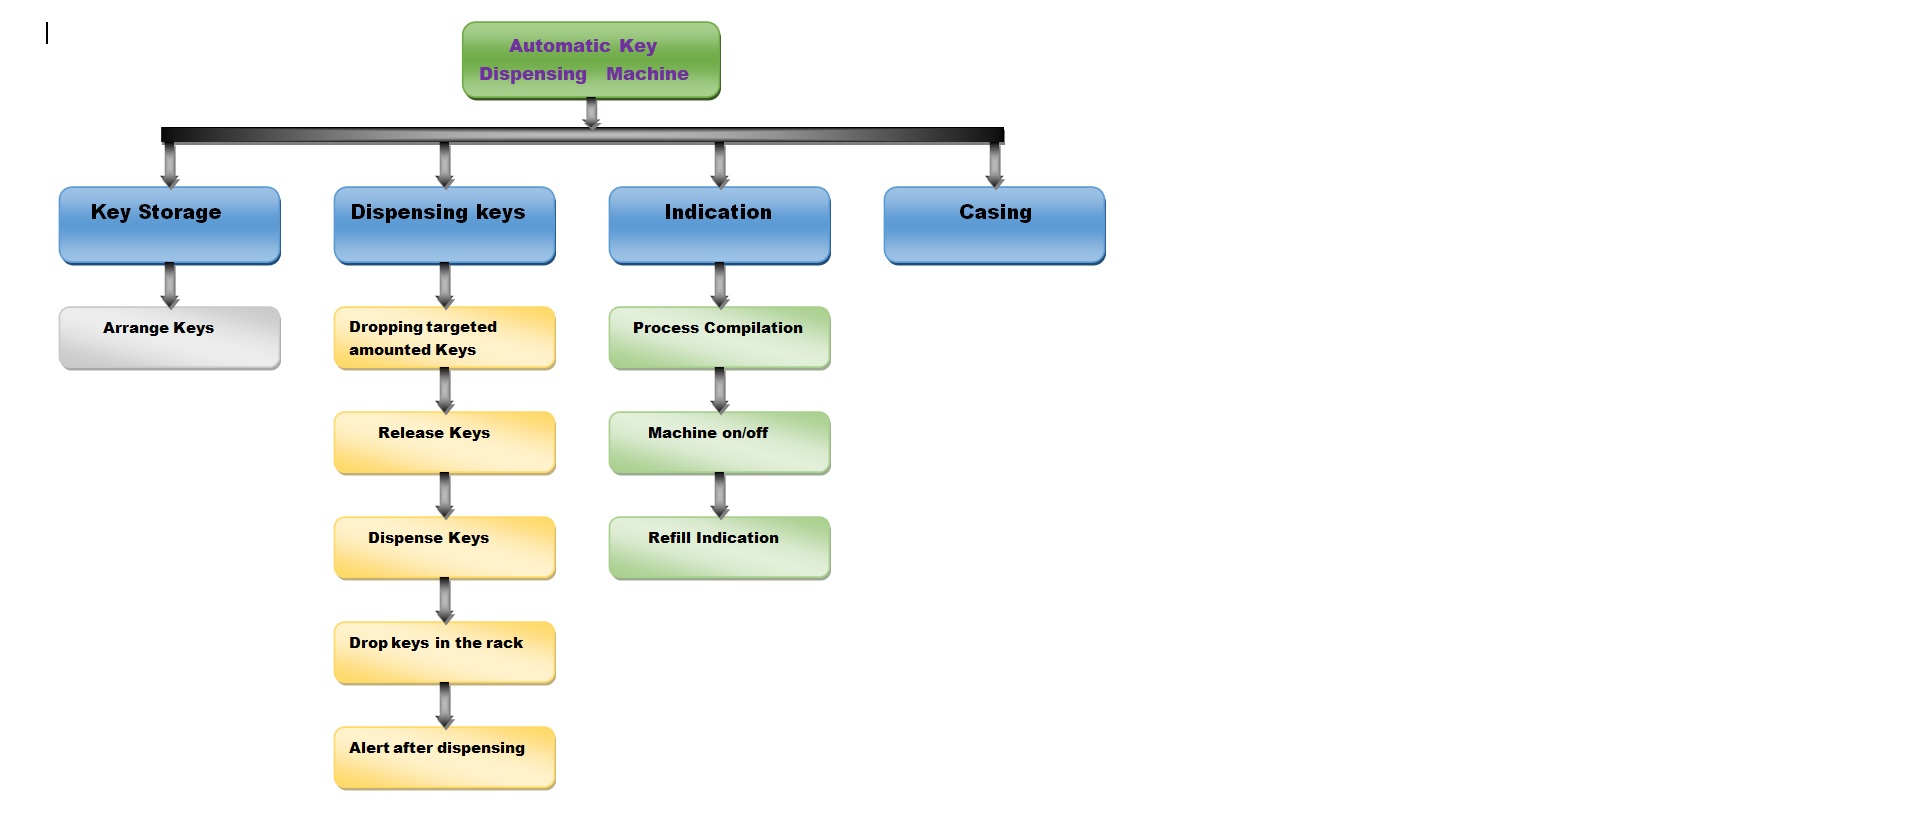 Automatic Key
Dispensing Machine
Key Storage
Dispensing keys
Indication
Casing
Arrange Keys
Dropping targeted
amounted Keys
Process Compilation
Release Keys
Machine on/off
Dispense Keys
Refill Indication
Drop keys in the rack
Alert after dispensing